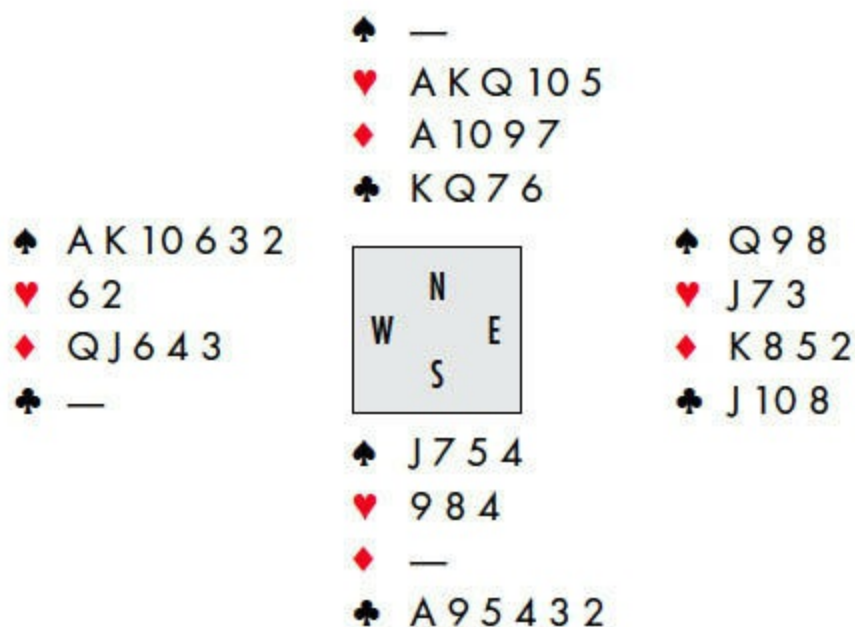 ♠ —
♥ A K Q 10 5
♦ A 10 9 7
♣ K Q 7 6
♠ A K 10 6 3 2
♥ 6 2
♦ Q J 6 4 3
♣ —
N
W E
S
♠ Q 9 8
♥ J 7 3
♦ K 8 5 2
♣ J 10 8
♠ J 7 5 4
♥ 9 8 4
♦ —
♣ A 9 5 4 3 2